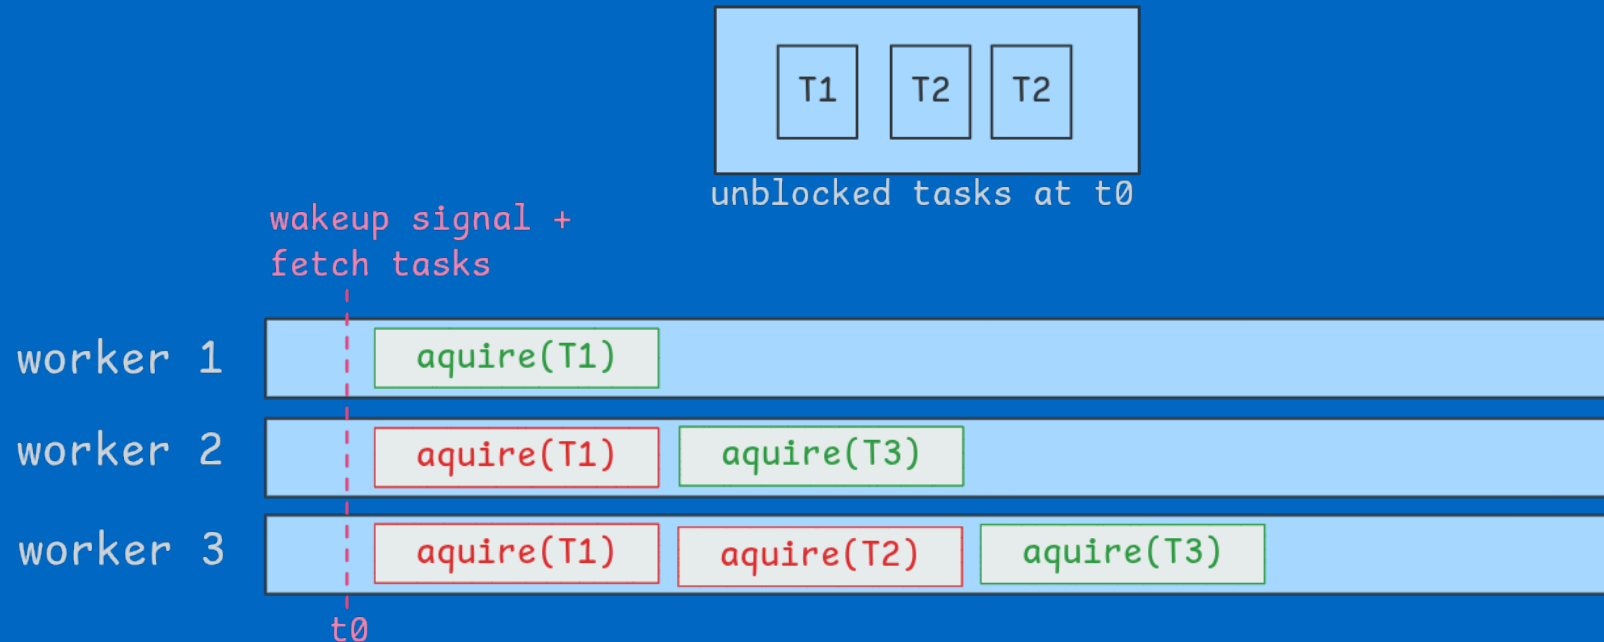 T1 T2 T2
unblocked tasks at t0
wakeup signal +
fetch tasks
worker 1 aquire(T1)
worker 2 aquire(T1) aquire(T3)
worker 3 aquire(T1) aquire(T2) aquire(T3)
t0